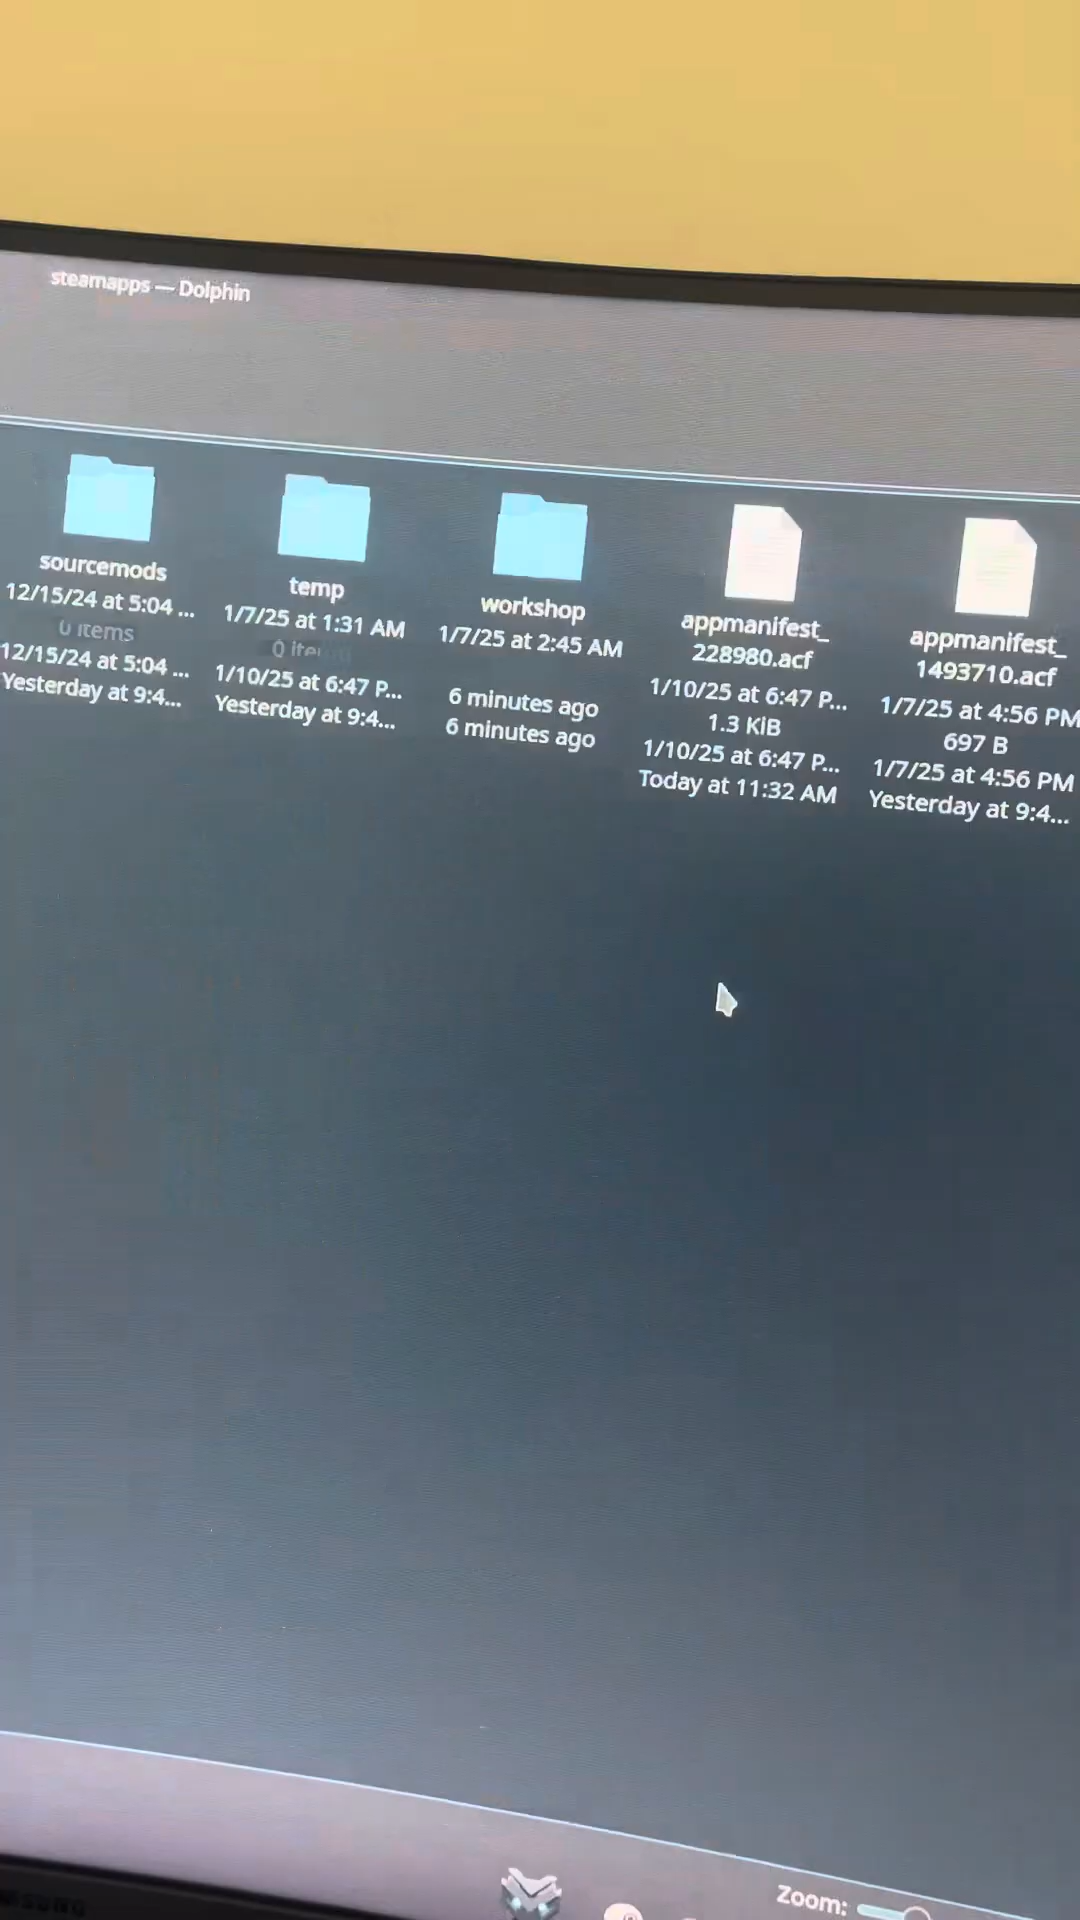 steamapps — Dolphin
sourcemods
12/15/24 at 5:04 ...
0 items
12/15/24 at 5:04 ...
Yesterday at 9:4...
temp
1/7/25 at 1:31 AM
0
1/10/25 at 6:47 P...
Yesterday at 9:4...
workshop
1/7/25 at 2:45 AM
6 minutes ago
6 minutes ago
appmanifest_
228980.acf
1/10/25 at 6:47 P...
1.3 KiB
1/10/25 at 6:47 P...
Today at 11:32 AM
appmanifest_
1493710.acf
1/7/25 at 4:56 PM
697 B
1/7/25 at 4:56 PM
Yesterday at 9:4...
Zoom: